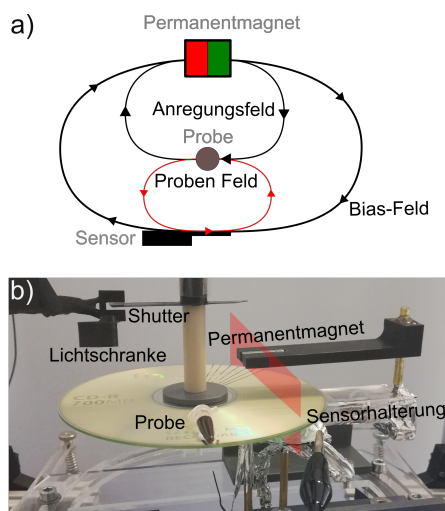 a)
Permanentmagnet
Anregungsfeld
Probe
Proben Feld
Bias-Feld
Sensor
b)
Shutter
Permanentmagnet
Lichtschranke
Probe
Sensorhalterung
CD-R
700MB